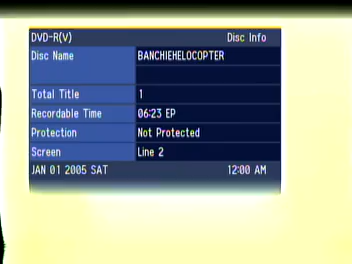 DVD-R(V) Disc Info
Disc Name BANCHIEHELOCOPTER
Total Title 1
Recordable Time 06:23 EP
Protection Not Protected
Screen Line 2
JAN 01 2005 SAT 12:00 AM